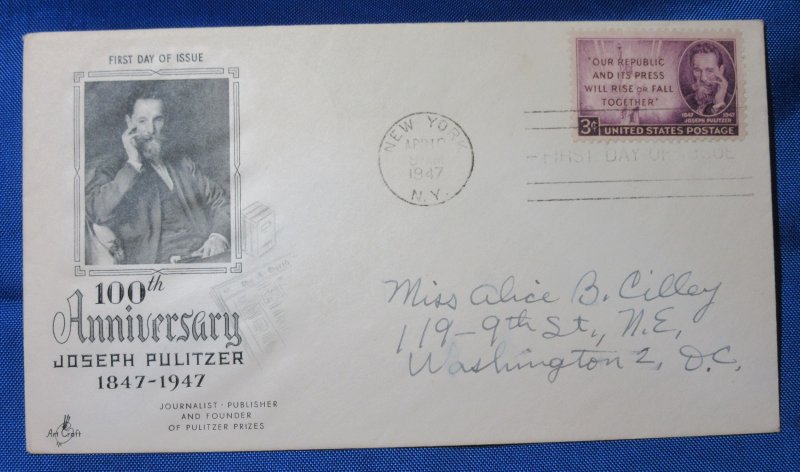 FIRST DAY OF ISSUE
100th
Anniversary
JOSEPH PULITZER
1847-1947
JOURNALIST · PUBLISHER
AND FOUNDER
OF PULITZER PRIZES
Art Craft
NEW YORK
1947
N.Y.
"OUR REPUBLIC
AND ITS PRESS
WILL RISE OR FALL
TOGETHER"
1847 1947
JOSEPH PULITZER
3¢ UNITED STATES POSTAGE
FIRST DAY OF ISSUE
Miss Alice B. Cilley
119-9th St., N.E.,
Washington 2, D.C.